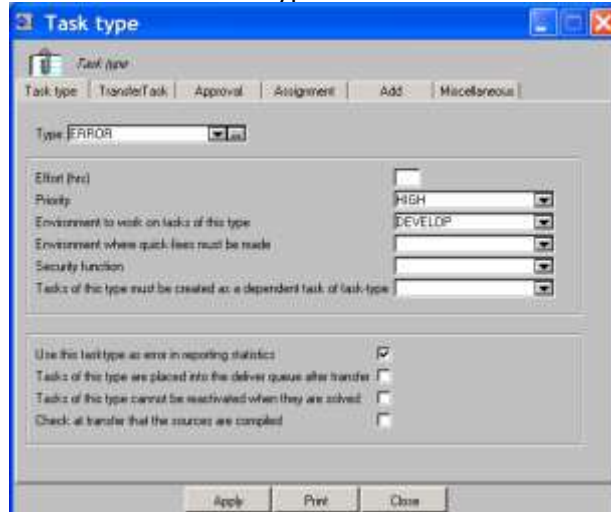 Task type
Task type
Task type TransferTask Approval Assignment Add Miscellaneous
Type ERROR ...
Effort (hrs)
Priority HIGH
Environment to work on tasks of this type DEVELOP
Environment where quick fixes must be made
Security function
Tasks of this type must be created as a dependent task of task-type
Use this tasktype as error in reporting statistics
Tasks of this type are placed into the deliver queue after transfer
Tasks of this type cannot be reactivated when they are solved
Check at transfer that the sources are compiled
Apply Print Close